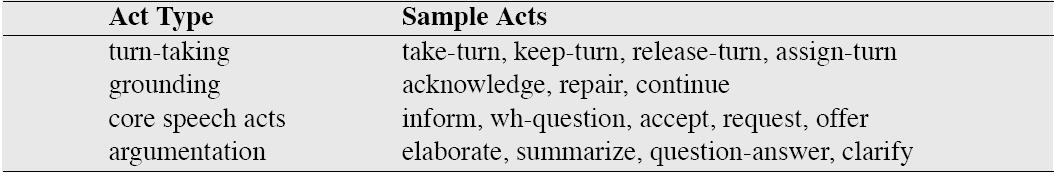 Act Type Sample Acts
turn-taking take-turn, keep-turn, release-turn, assign-turn
grounding acknowledge, repair, continue
core speech acts inform, wh-question, accept, request, offer
argumentation elaborate, summarize, question-answer, clarify